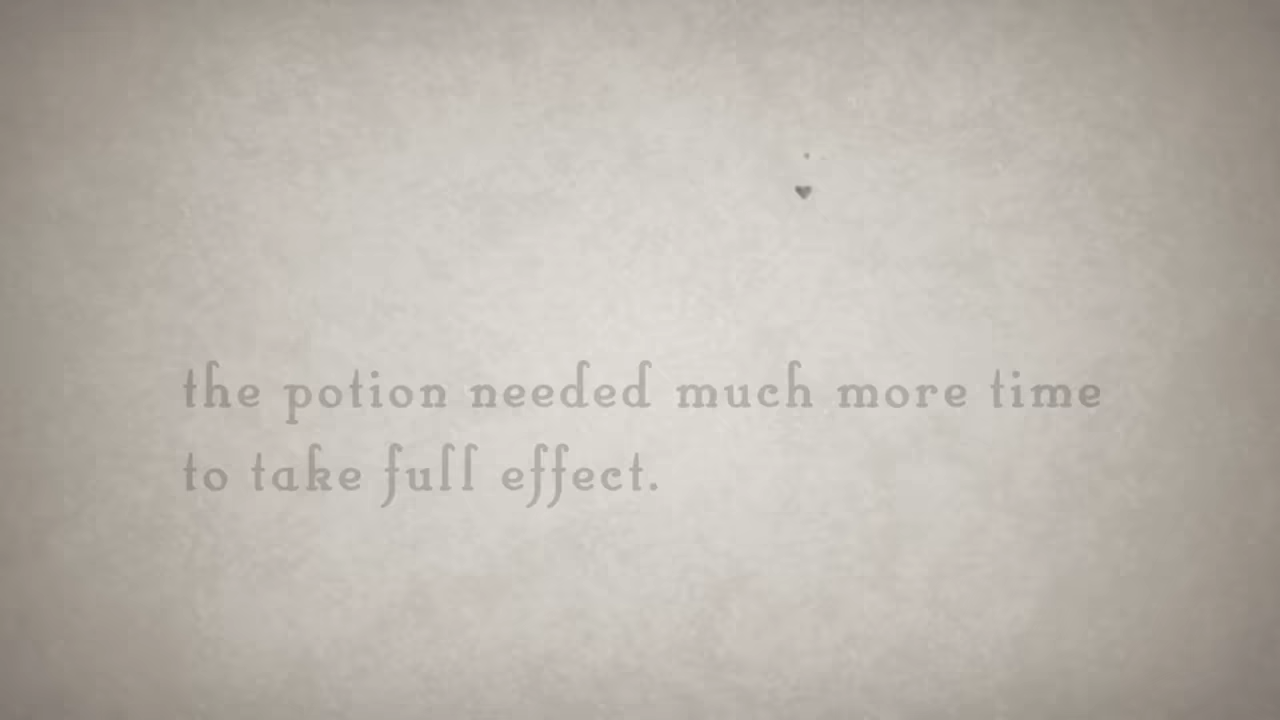 the potion needed much more time
to take full effect.